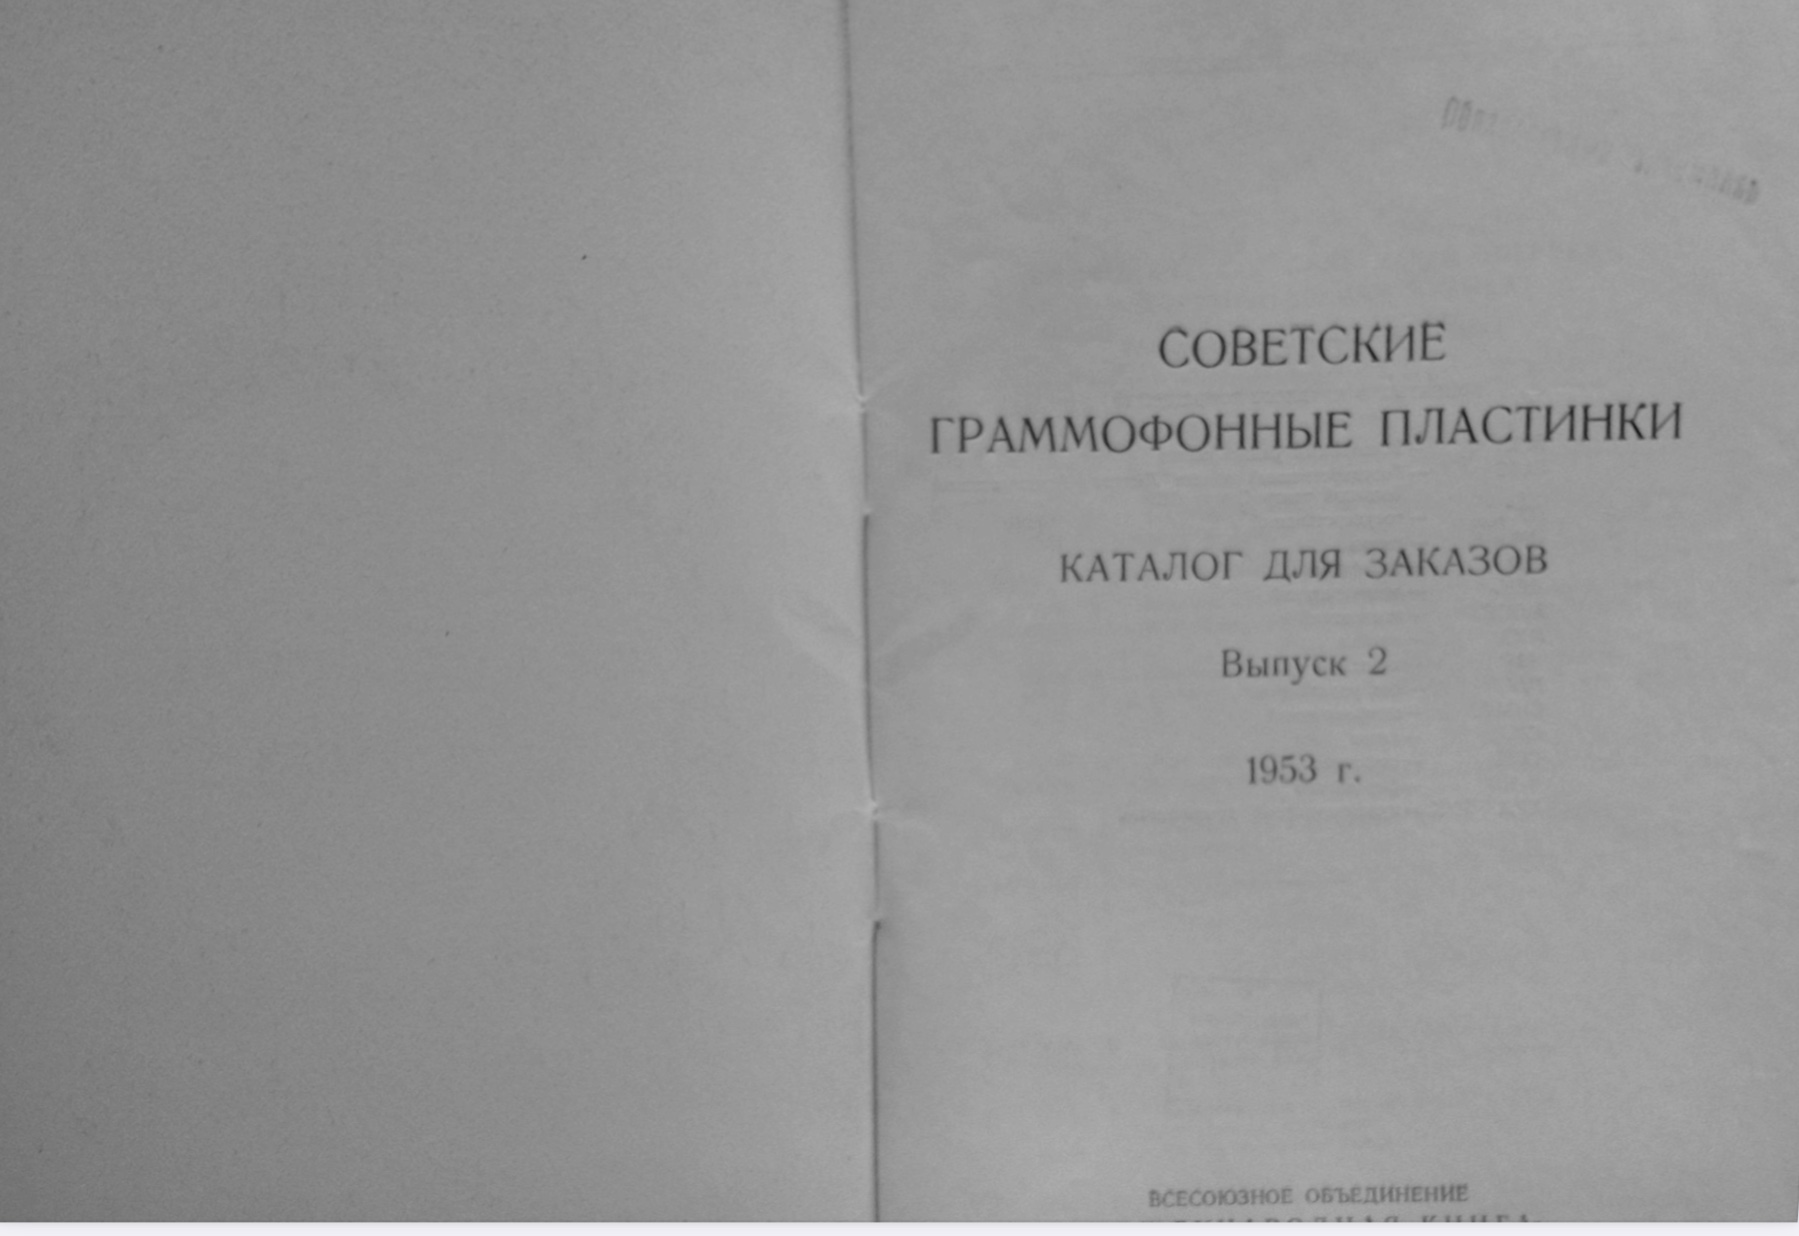 СОВЕТСКИЕ
ГРАММОФОННЫЕ ПЛАСТИНКИ
КАТАЛОГ ДЛЯ ЗАКАЗОВ
Выпуск 2
1953 г.
ВСЕСОЮЗНОЕ ОБЪЕДИНЕНИЕ